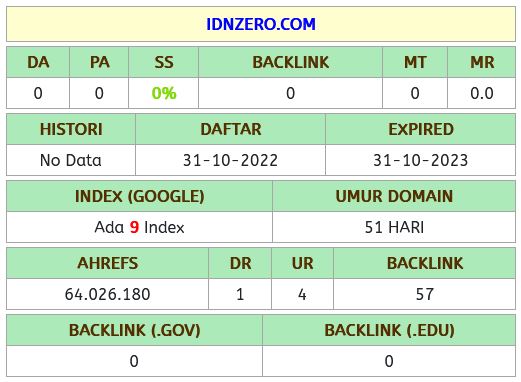 IDNZERO.COM
DA PA SS BACKLINK MT MR
0 0 0% 0 0 0.0
HISTORI DAFTAR EXPIRED
No Data 31-10-2022 31-10-2023
INDEX (GOOGLE) UMUR DOMAIN
Ada 9 Index 51 HARI
AHREFS DR UR BACKLINK
64.026.180 1 4 57
BACKLINK (.GOV) BACKLINK (.EDU)
0 0